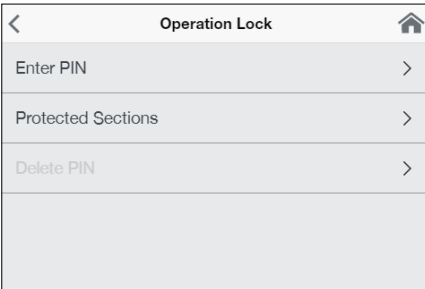 Operation Lock
Enter PIN
Protected Sections
Delete PIN